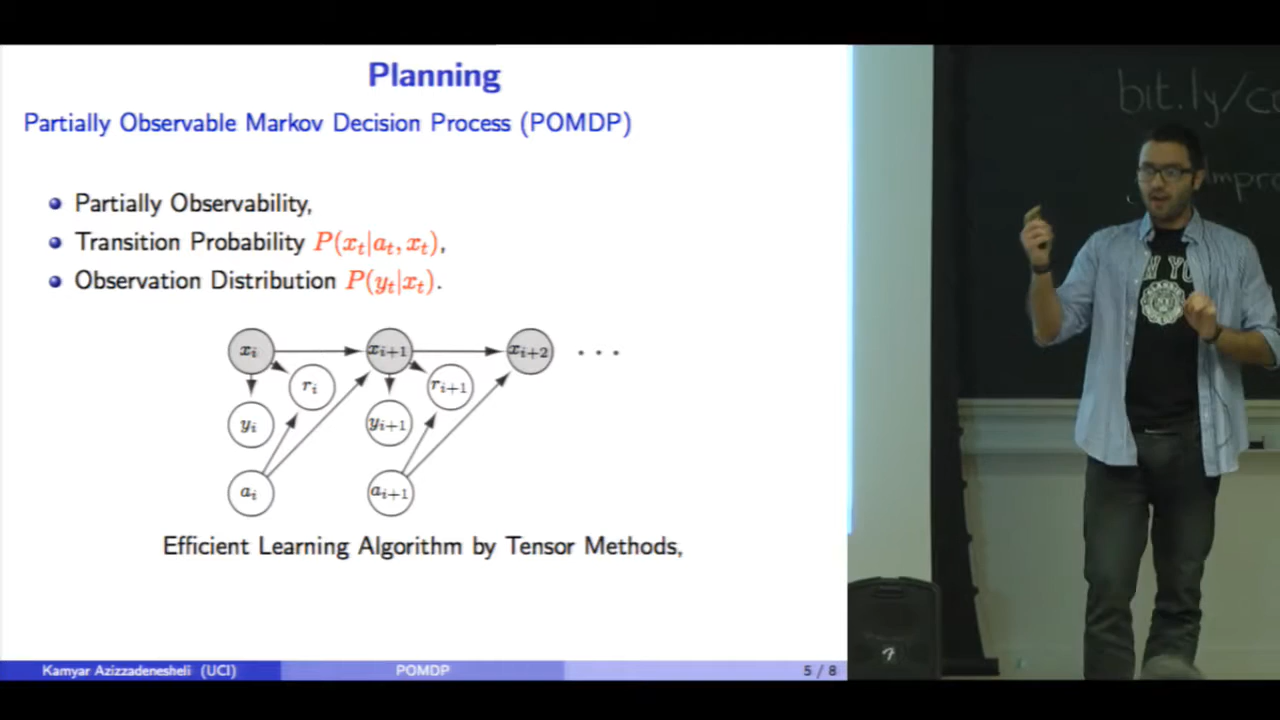 Planning
Partially Observable Markov Decision Process (POMDP)
Partially Observability,
Transition Probability P(x_t|a_t, x_t),
Observation Distribution P(y_t|x_t).
x_i x_{i+1} x_{i+2} ...
r_i r_{i+1}
y_i y_{i+1}
a_i a_{i+1}
Efficient Learning Algorithm by Tensor Methods,
Kamyar Azizzadenesheli (UCI) POMDP 5 / 8
bit.ly/co